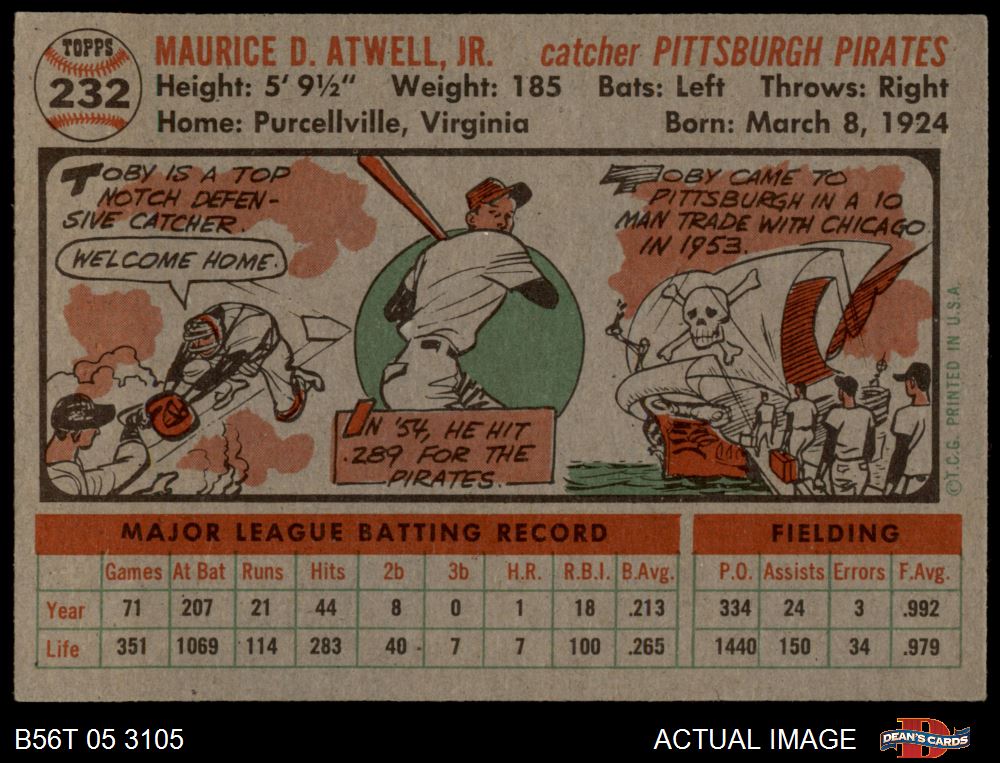 TOPPS
232
MAURICE D. ATWELL, JR. catcher PITTSBURGH PIRATES
Height: 5' 9½" Weight: 185 Bats: Left Throws: Right
Home: Purcellville, Virginia Born: March 8, 1924
TOBY IS A TOP
NOTCH DEFEN-
SIVE CATCHER.
WELCOME HOME.
IN '54, HE HIT
.289 FOR THE
PIRATES.
TOBY CAME TO
PITTSBURGH IN A 10
MAN TRADE WITH CHICAGO
IN 1953.
©T.C.G. PRINTED IN U.S.A.
MAJOR LEAGUE BATTING RECORD FIELDING
Games At Bat Runs Hits 2b 3b H.R. R.B.I. B.Avg. P.O. Assists Errors F.Avg.
Year 71 207 21 44 8 0 1 18 .213 334 24 3 .992
Life 351 1069 114 283 40 7 7 100 .265 1440 150 34 .979
B56T 05 3105 ACTUAL IMAGE
D
DEAN'S CARDS